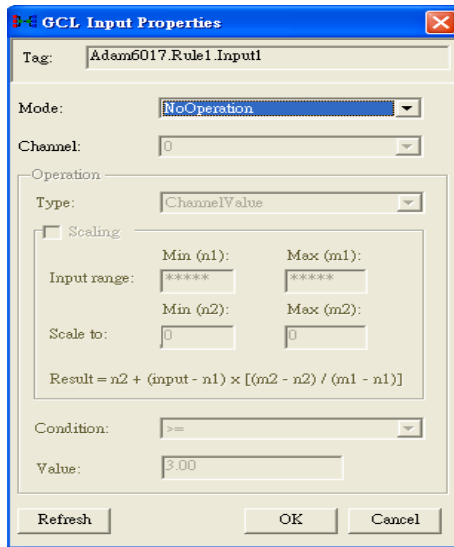 GCL Input Properties
Tag: Adam6017.Rule1.Input1
Mode: NoOperation
Channel: 0
Operation
Type: ChannelValue
Scaling
Min (n1): Max (m1):
Input range: ***** *****
Min (n2): Max (m2):
Scale to: 0 0
Result = n2 + (input - n1) x [(m2 - n2) / (m1 - n1)]
Condition: >=
Value: 3.00
Refresh OK Cancel